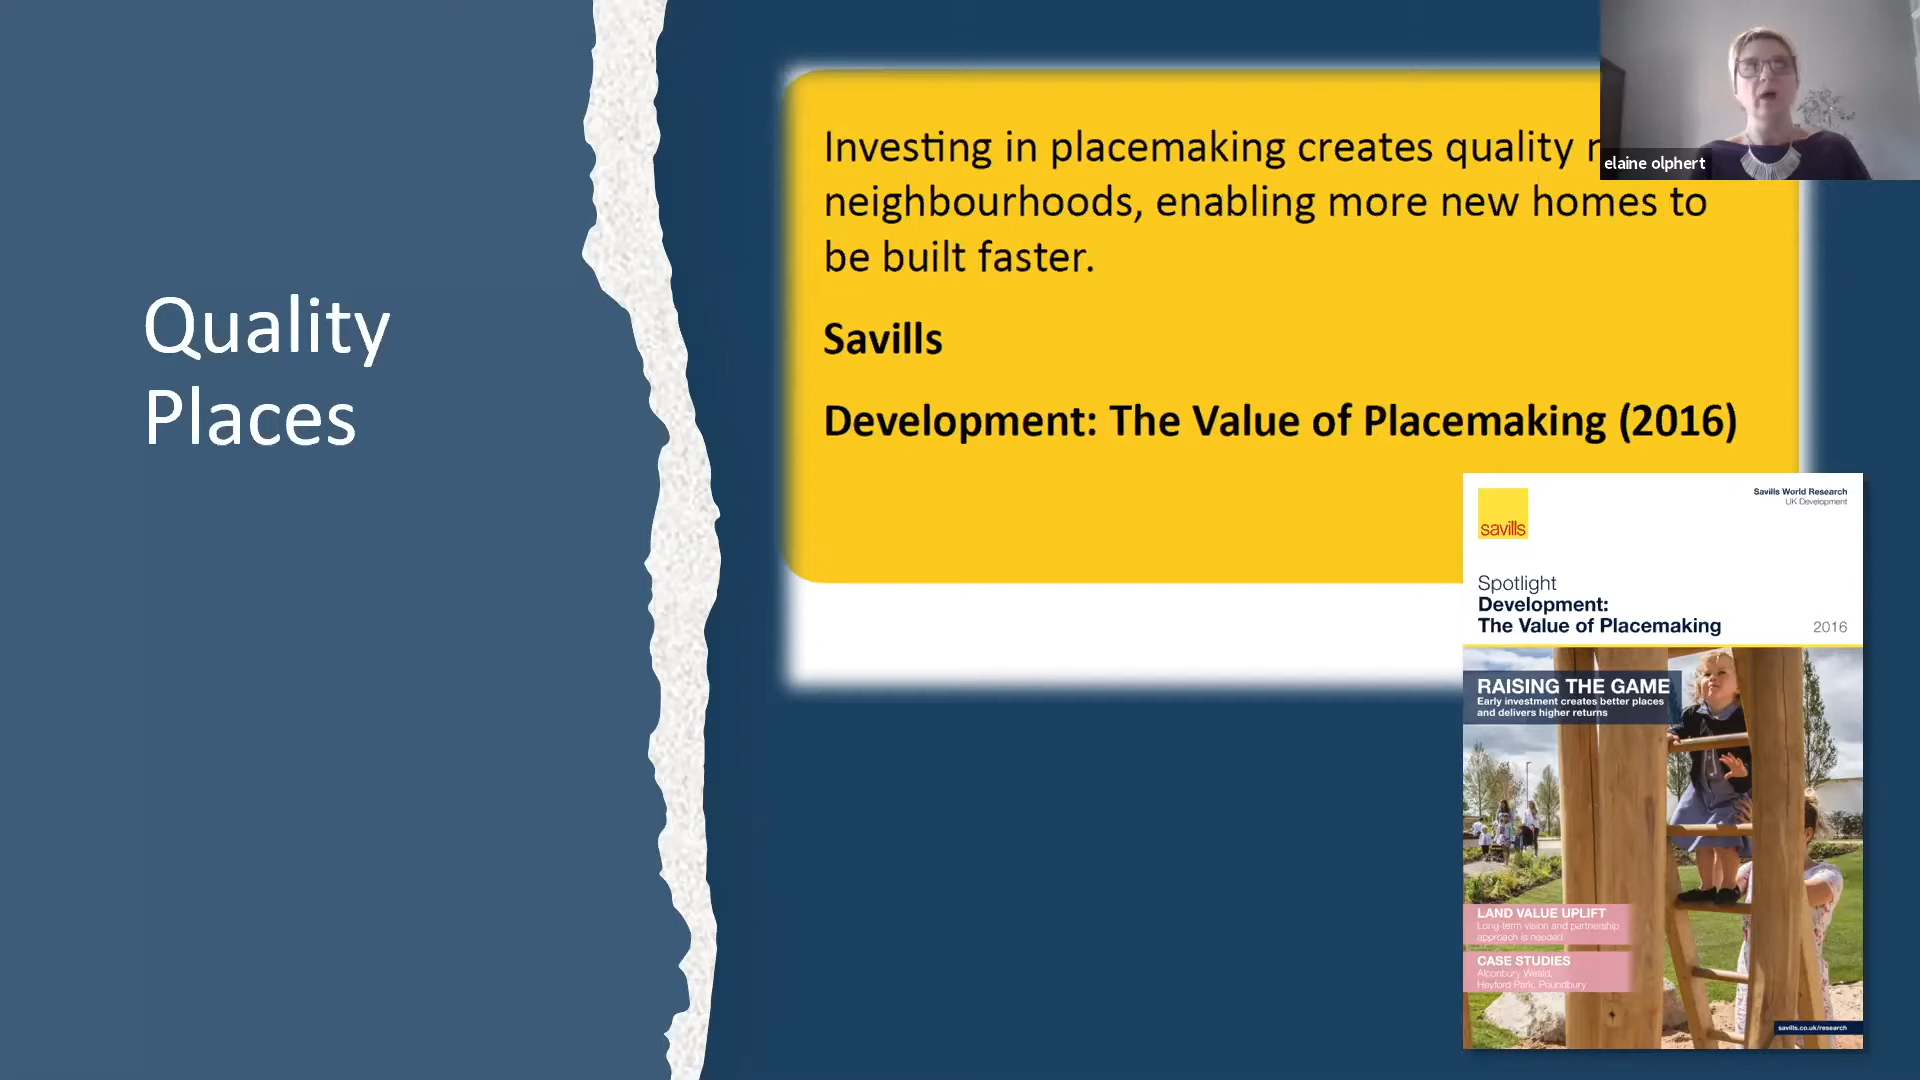 Quality
Places
Investing in placemaking creates quality
neighbourhoods, enabling more new homes to
be built faster.
Savills
Development: The Value of Placemaking (2016)
elaine olphert
Savills World Research
UK Development
savills
Spotlight
Development:
The Value of Placemaking
2016
RAISING THE GAME
Early investment creates better places
and delivers higher returns
LAND VALUE UPLIFT
Long-term vision and partnership
approach is needed
CASE STUDIES
Alconbury Weald,
Heyford Park, Poundbury
savills.co.uk/research